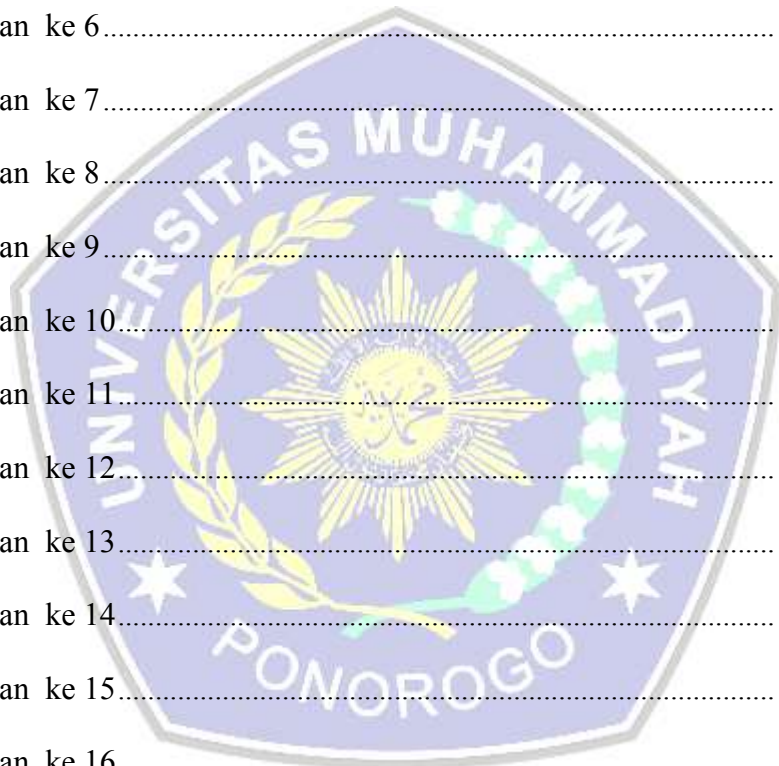 an ke 6
an ke 7
an ke 8
an ke 9
an ke 10
an ke 11
an ke 12
an ke 13
an ke 14
an ke 15
an ke 16
UNIVERSITAS MUHAMMADIYAH
PONOROGO